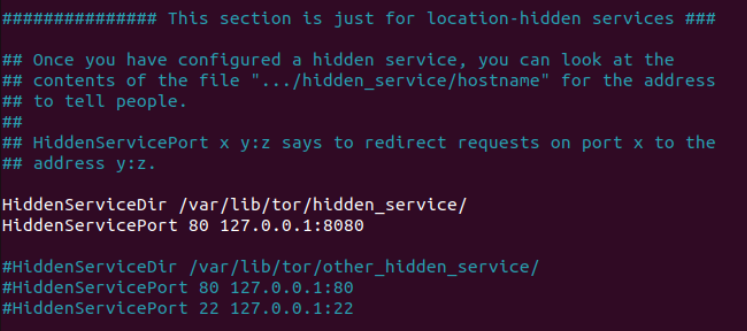 ############### This section is just for location-hidden services ###
## Once you have configured a hidden service, you can look at the
## contents of the file ".../hidden_service/hostname" for the address
## to tell people.
##
## HiddenServicePort x y:z says to redirect requests on port x to the
## address y:z.
HiddenServiceDir /var/lib/tor/hidden_service/
HiddenServicePort 80 127.0.0.1:8080
#HiddenServiceDir /var/lib/tor/other_hidden_service/
#HiddenServicePort 80 127.0.0.1:80
#HiddenServicePort 22 127.0.0.1:22